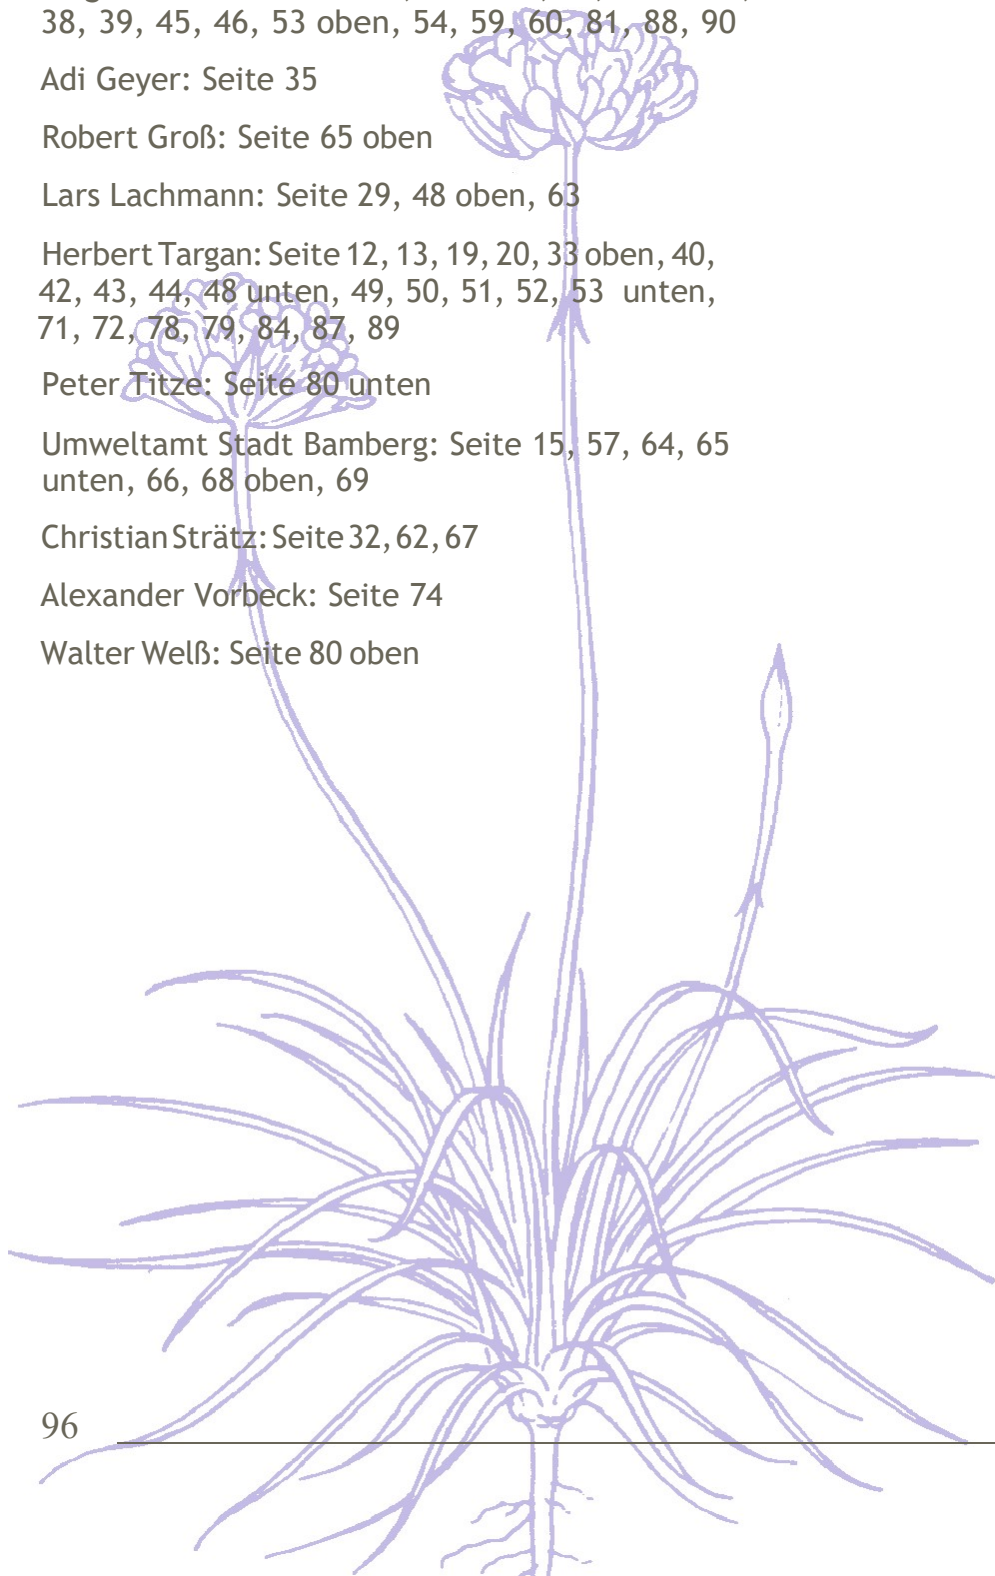 38, 39, 45, 46, 53 oben, 54, 59, 60, 81, 88, 90
Adi Geyer: Seite 35
Robert Groß: Seite 65 oben
Lars Lachmann: Seite 29, 48 oben, 63
Herbert Targan: Seite 12, 13, 19, 20, 33 oben, 40,
42, 43, 44, 48 unten, 49, 50, 51, 52, 53 unten,
71, 72, 78, 79, 84, 87, 89
Peter Titze: Seite 80 unten
Umweltamt Stadt Bamberg: Seite 15, 57, 64, 65
unten, 66, 68 oben, 69
Christian Strätz: Seite 32, 62, 67
Alexander Vorbeck: Seite 74
Walter Welß: Seite 80 oben
96